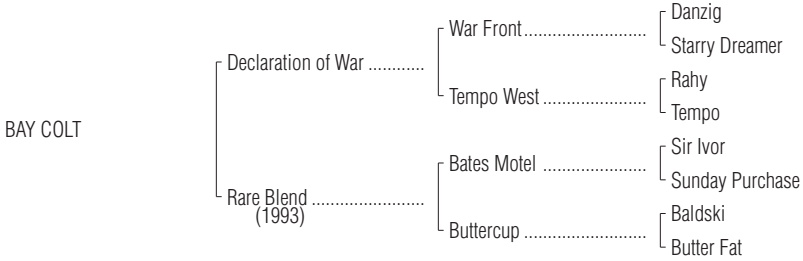 Danzig
War Front........................
Starry Dreamer
Declaration of War ............
Rahy
Tempo West ......................
Tempo
BAY COLT
Sir Ivor
Bates Motel ......................
Sunday Purchase
Rare Blend ........................
(1993)
Baldski
Buttercup ..........................
Butter Fat